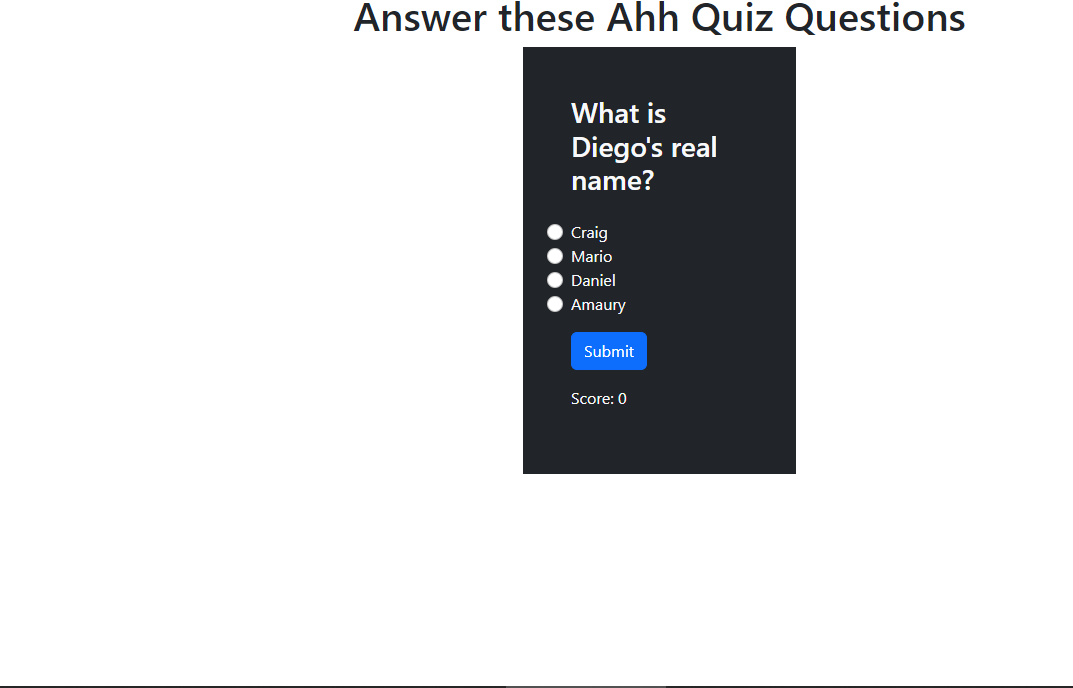 Answer these Ahh Quiz Questions
What is
Diego's real
name?
Craig
Mario
Daniel
Amaury
Submit
Score: 0